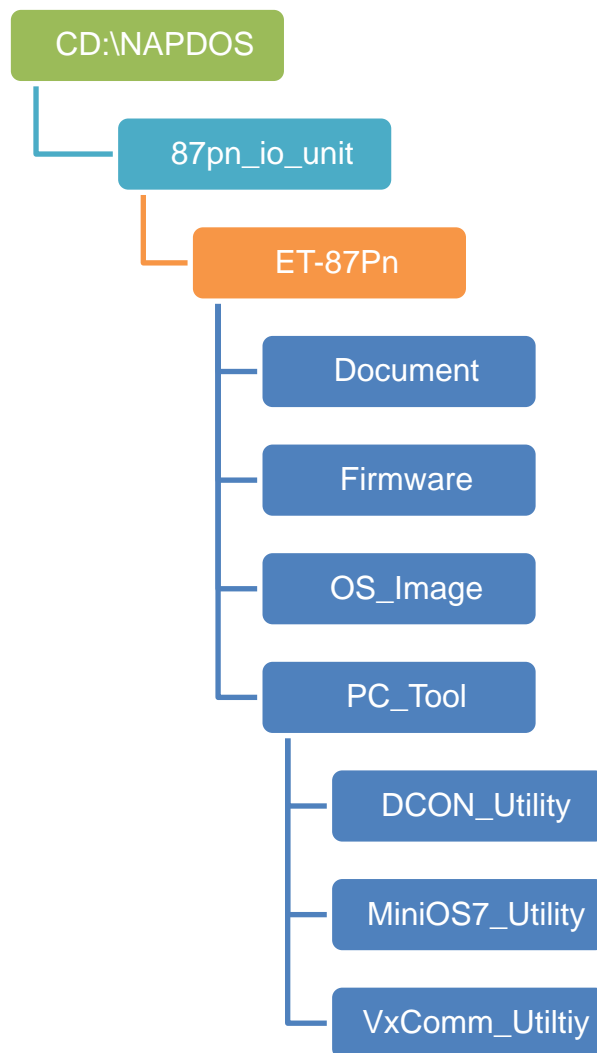 CD:\NAPDOS
87pn_io_unit
ET-87Pn
Document
Firmware
OS_Image
PC_Tool
DCON_Utility
MiniOS7_Utility
VxComm_Utiltiy